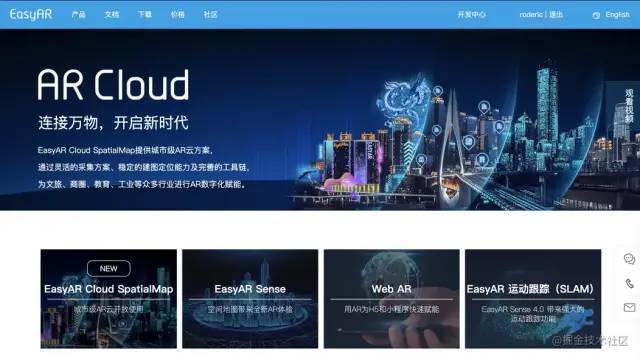 EasyAR 产品 文档 下载 价格 社区 开发中心 roderic | 退出 English
AR Cloud
连接万物，开启新时代
EasyAR Cloud SpatialMap提供城市级AR云方案，
通过灵活的采集方案、稳定的建图定位能力及完善的工具链，
为文旅、商圈、教育、工业等众多行业进行AR数字化赋能。
观看视频
NEW
EasyAR Cloud SpatialMap
城市级AR云开放使用
EasyAR Sense
空间地图带来全新AR体验
Web AR
用AR为H5和小程序快速赋能
EasyAR 运动跟踪（SLAM）
EasyAR Sense 4.0 带来强大的
运动跟踪功能
@掘金技术社区